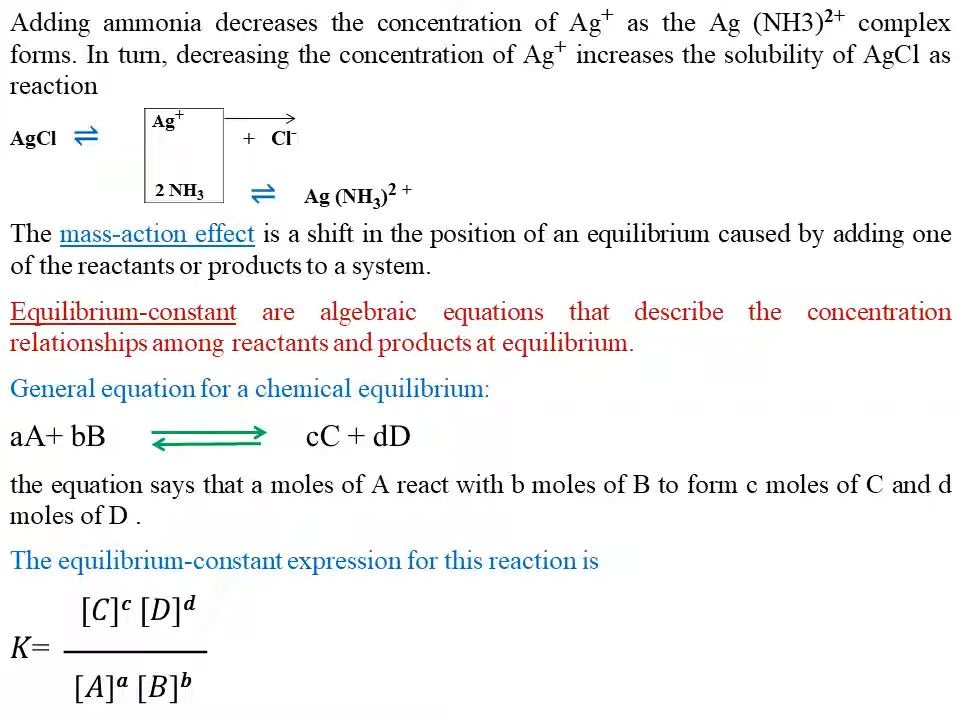 Adding ammonia decreases the concentration of Ag⁺ as the Ag (NH3)²⁺ complex
forms. In turn, decreasing the concentration of Ag⁺ increases the solubility of AgCl as
reaction
AgCl ⇌ Ag⁺ + Cl⁻
2 NH₃ ⇌ Ag (NH₃)² ⁺
The mass-action effect is a shift in the position of an equilibrium caused by adding one
of the reactants or products to a system.
Equilibrium-constant are algebraic equations that describe the concentration
relationships among reactants and products at equilibrium.
General equation for a chemical equilibrium:
aA+ bB ⇌ cC + dD
the equation says that a moles of A react with b moles of B to form c moles of C and d
moles of D .
The equilibrium-constant expression for this reaction is
[C]ᶜ [D]ᵈ
K=
[A]ᵃ [B]ᵇ